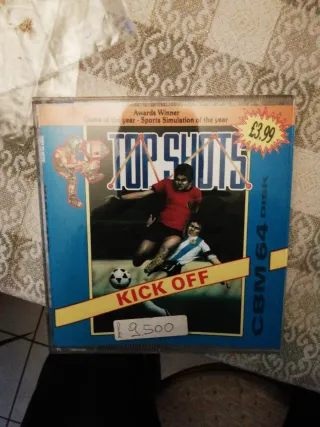 Awards Winner
Game of the year - Sports Simulation of the year
£3.99
TOP SHOTS
KICK OFF
CBM 64 DISK
£ 9500